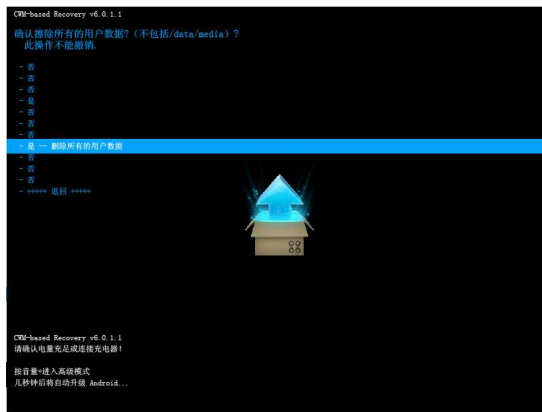 CWM-based Recovery v6.0.1.1
确认擦除所有的用户数据?(不包括/data/media)?
此操作不能撤销.
- 否
- 否
- 否
- 是
- 否
- 否
- 否
- 是 -- 删除所有的用户数据
- 否
- 否
- 否
- +++++ 返回 +++++
CWM-based Recovery v6.0.1.1
请确认电量充足或连接充电器!
按音量+进入高级模式
几秒钟后将自动升级 Android...